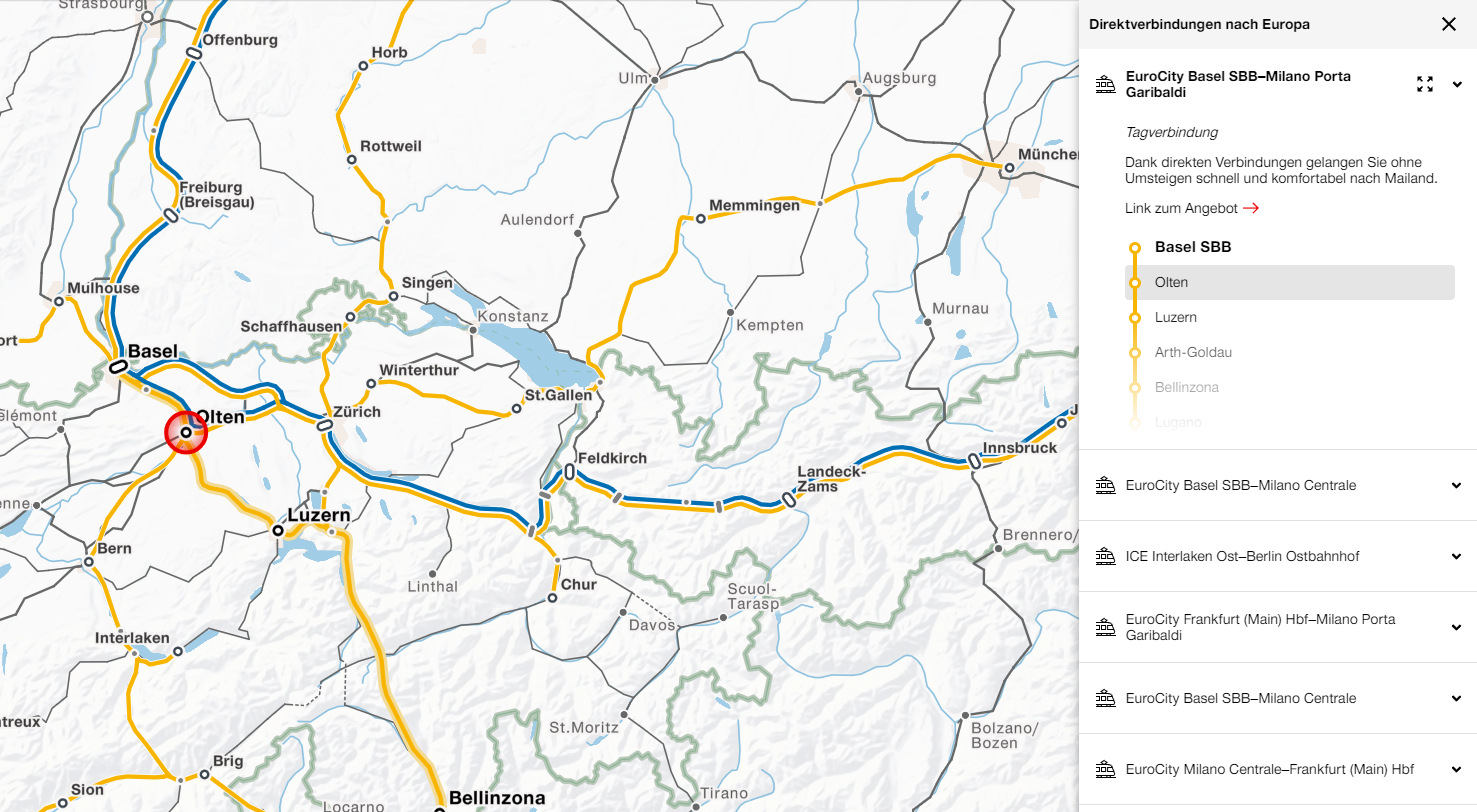 Strasbourg
Offenburg
Horb
Ulm
Augsburg
Rottweil
München
Freiburg
(Breisgau)
Memmingen
Aulendorf
Mulhouse
Singen
Konstanz
Schaffhausen
Murnau
Kempten
ort
Basel
Winterthur
St.Gallen
Zürich
Olten
Glémont
Feldkirch
Innsbruck
J
Landeck-
Zams
enne
Luzern
Bern
Brennero/
Linthal
Chur
Scuol-
Tarasp
Davos
Interlaken
ntreux
St.Moritz
Bolzano/
Bozen
Brig
Sion
Locarno
Bellinzona
Tirano
Direktverbindungen nach Europa
EuroCity Basel SBB–Milano Porta
Garibaldi
Tagverbindung
Dank direkten Verbindungen gelangen Sie ohne
Umsteigen schnell und komfortabel nach Mailand.
Link zum Angebot →
Basel SBB
Olten
Luzern
Arth-Goldau
Bellinzona
Lugano
EuroCity Basel SBB–Milano Centrale
ICE Interlaken Ost–Berlin Ostbahnhof
EuroCity Frankfurt (Main) Hbf–Milano Porta
Garibaldi
EuroCity Basel SBB–Milano Centrale
EuroCity Milano Centrale–Frankfurt (Main) Hbf